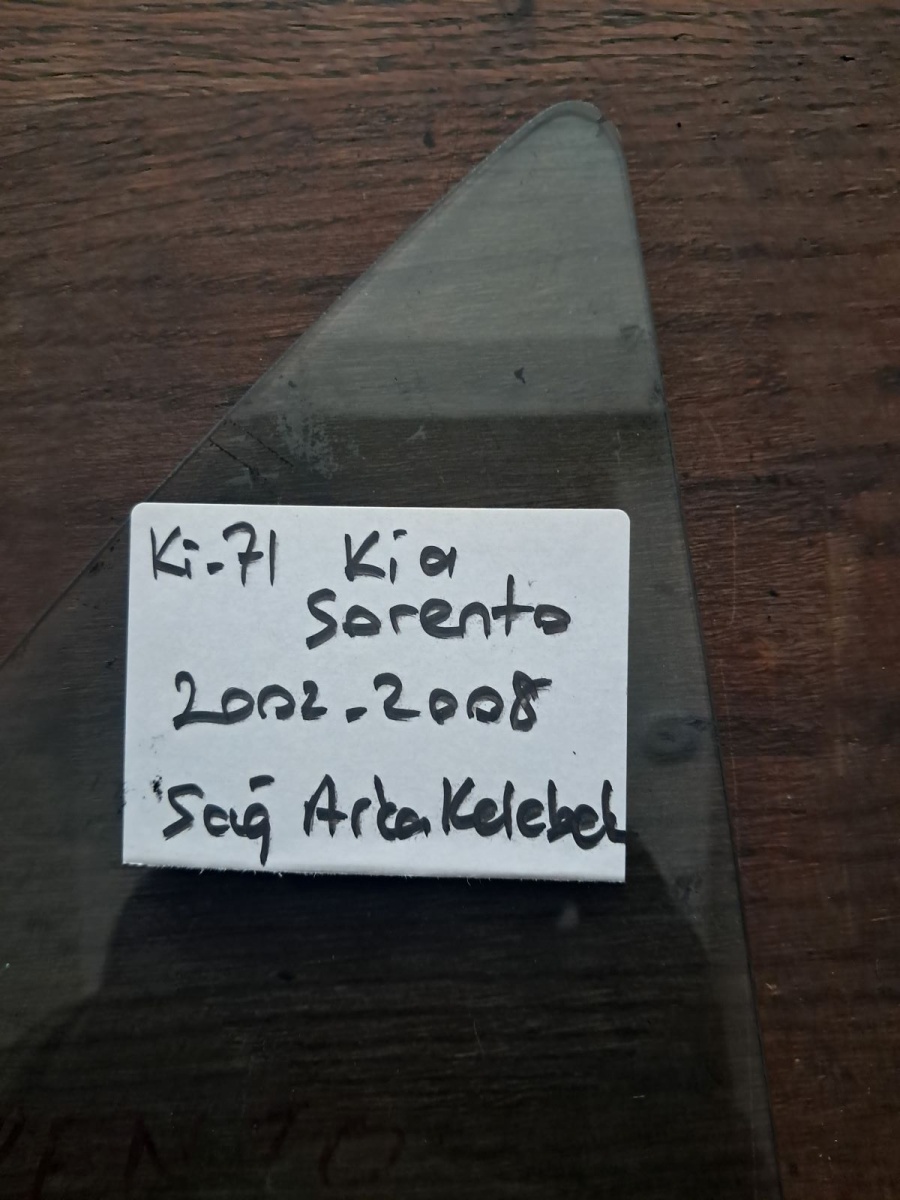 Ki-71 Kia
Sorento
2002-2008
Sağ Arka Kelebek